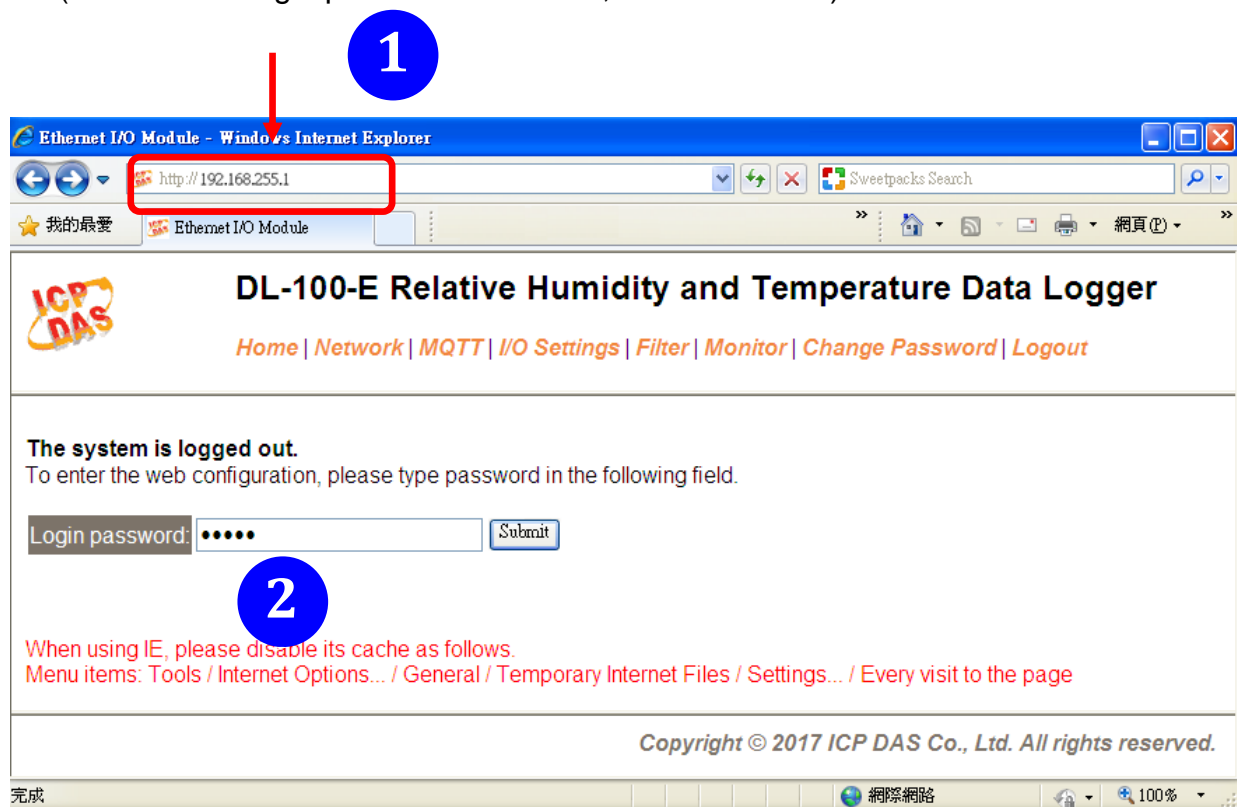 1
Ethernet I/O Module - Windows Internet Explorer
http://192.168.255.1
Sweetpacks Search
我的最愛
Ethernet I/O Module
»
網頁(P)
»
ICP DAS
DL-100-E Relative Humidity and Temperature Data Logger
Home | Network | MQTT | I/O Settings | Filter | Monitor | Change Password | Logout
The system is logged out.
To enter the web configuration, please type password in the following field.
Login password: ••••• Submit
2
When using IE, please disable its cache as follows.
Menu items: Tools / Internet Options... / General / Temporary Internet Files / Settings... / Every visit to the page
Copyright © 2017 ICP DAS Co., Ltd. All rights reserved.
完成
網際網路
100%